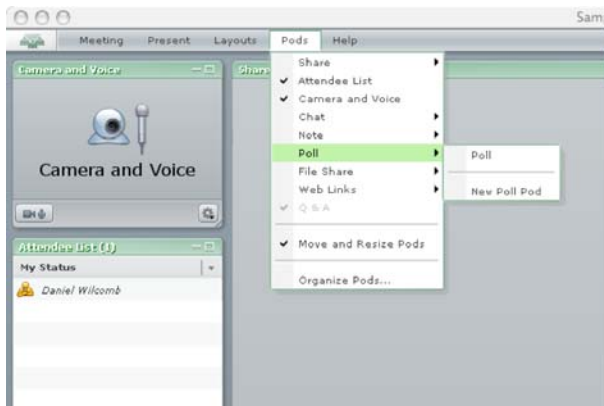 Sam
Meeting Present Layouts Pods Help
Camera and Voice
Camera and Voice
Attendee List (1)
My Status
Daniel Wilcomb
Share
Share
Attendee List
Camera and Voice
Chat
Note
Poll
File Share
Web Links
Q & A
Move and Resize Pods
Organize Pods...
Poll
New Poll Pod